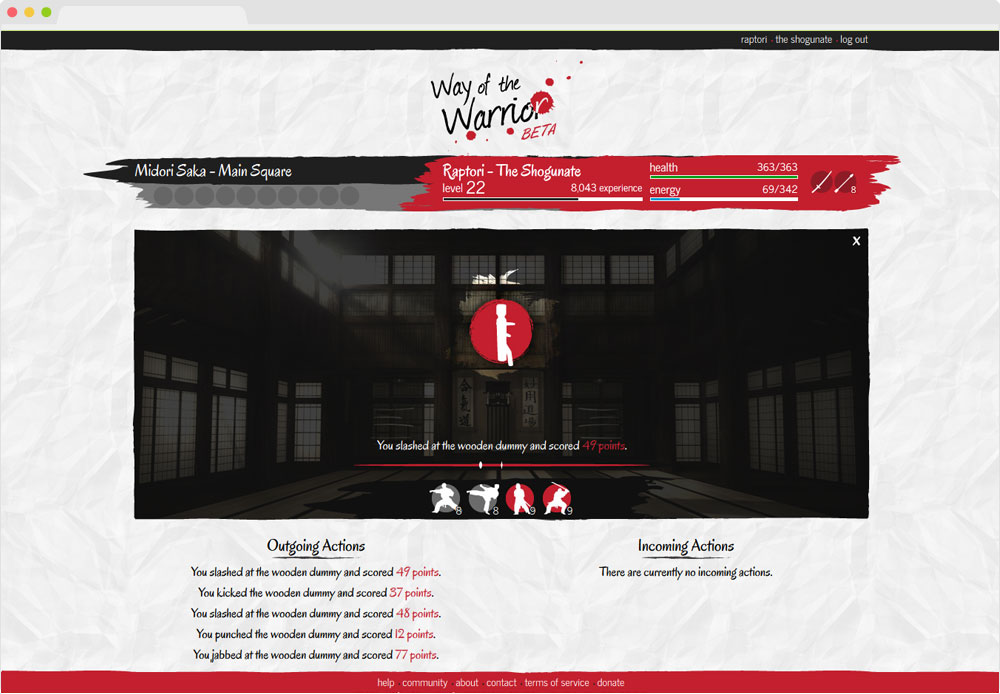 raptori · the shogunate · log out
Way of the
Warrior
BETA
Midori Saka - Main Square
Raptori - The Shogunate
level 22
8,043 experience
health 363/363
energy 69/342
8
X
You slashed at the wooden dummy and scored 49 points.
8 8 9 9
Outgoing Actions
You slashed at the wooden dummy and scored 49 points.
You kicked the wooden dummy and scored 37 points.
You slashed at the wooden dummy and scored 48 points.
You punched the wooden dummy and scored 12 points.
You jabbed at the wooden dummy and scored 77 points.
Incoming Actions
There are currently no incoming actions.
help · community · about · contact · terms of service · donate